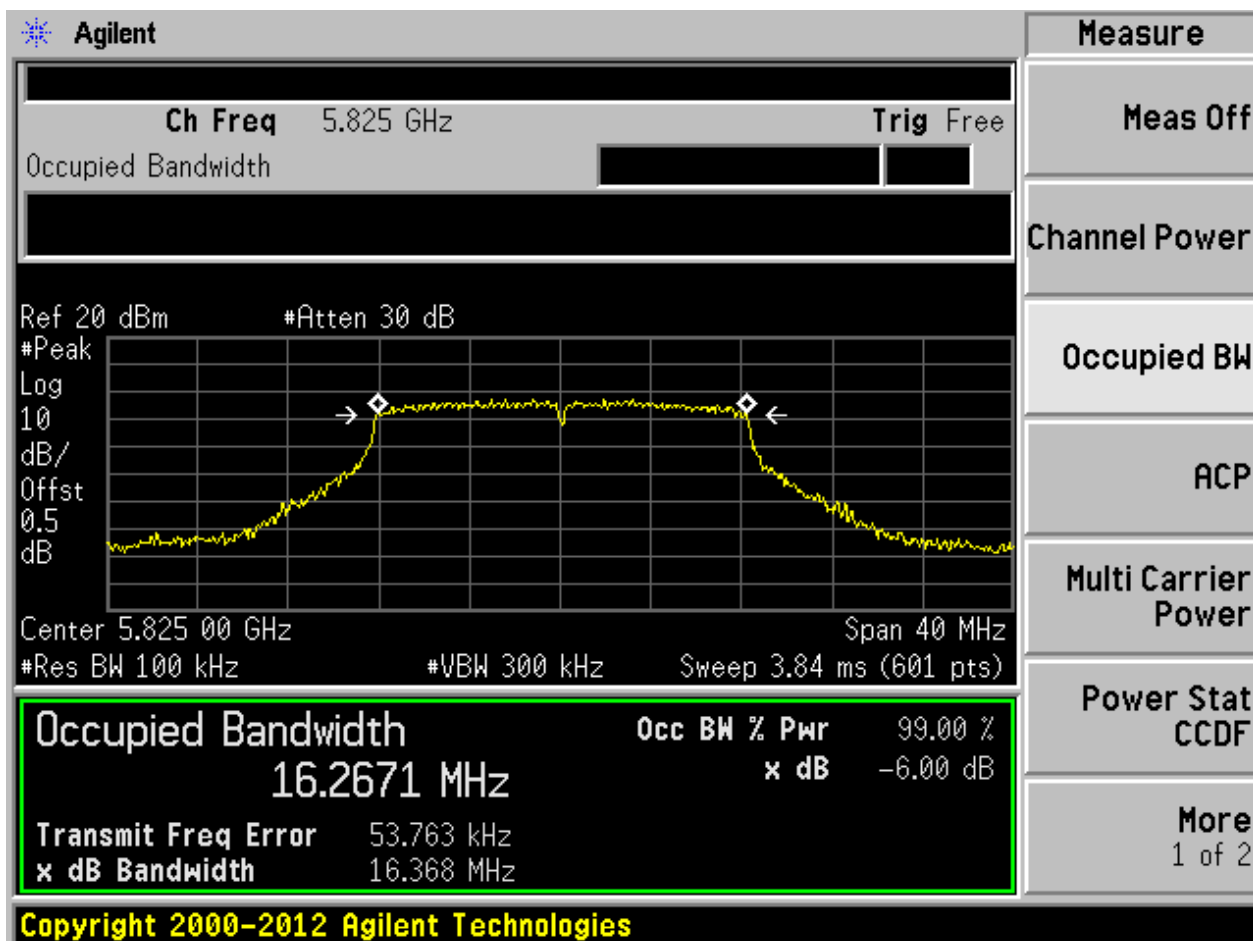 Agilent
Measure
Ch Freq 5.825 GHz Trig Free
Occupied Bandwidth
Meas Off
Channel Power
Occupied BW
ACP
Multi Carrier
Power
Power Stat
CCDF
More
1 of 2
Ref 20 dBm #Atten 30 dB
#Peak
Log
10
dB/
Offst
0.5
dB
Center 5.825 00 GHz Span 40 MHz
#Res BW 100 kHz #VBW 300 kHz Sweep 3.84 ms (601 pts)
Occupied Bandwidth Occ BW % Pwr 99.00 %
16.2671 MHz x dB -6.00 dB
Transmit Freq Error 53.763 kHz
x dB Bandwidth 16.368 MHz
Copyright 2000-2012 Agilent Technologies